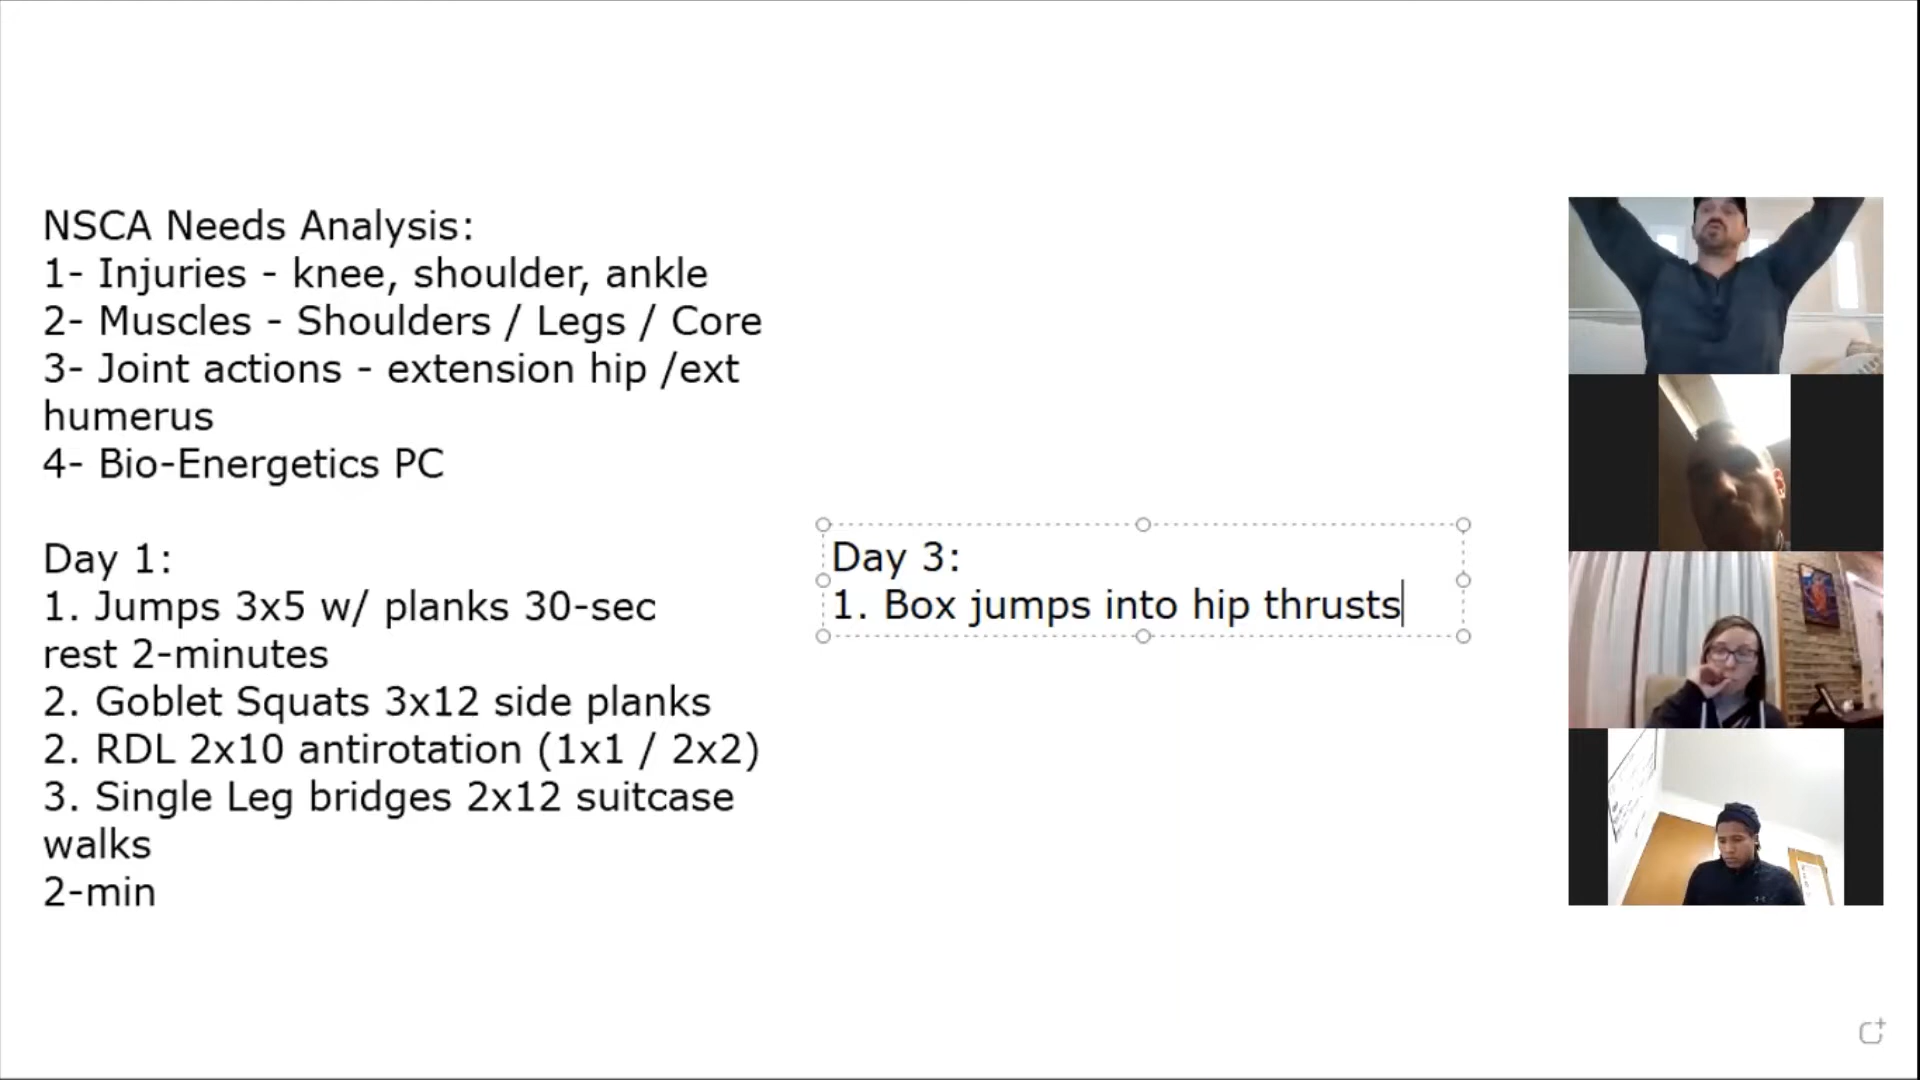 NSCA Needs Analysis:
1- Injuries - knee, shoulder, ankle
2- Muscles - Shoulders / Legs / Core
3- Joint actions - extension hip /ext
humerus
4- Bio-Energetics PC
Day 1:
1. Jumps 3x5 w/ planks 30-sec
rest 2-minutes
2. Goblet Squats 3x12 side planks
2. RDL 2x10 antirotation (1x1 / 2x2)
3. Single Leg bridges 2x12 suitcase
walks
2-min
Day 3:
1. Box jumps into hip thrusts